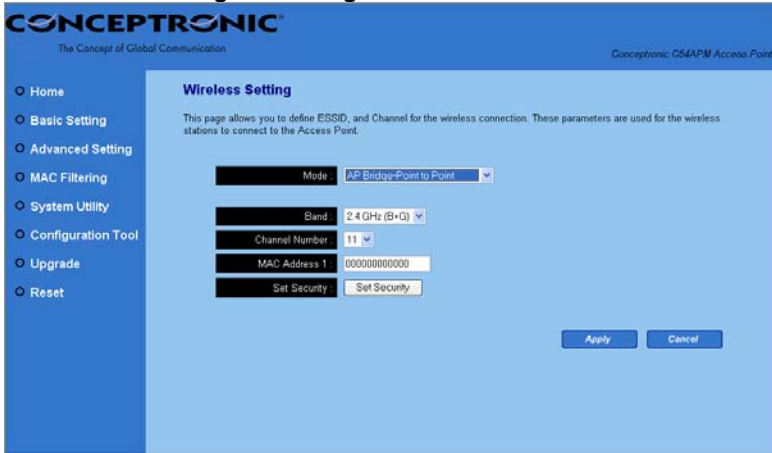 CONCEPTRONIC
The Concept of Global Communication
Conceptronic C54APM Access Point
Home
Basic Setting
Advanced Setting
MAC Filtering
System Utility
Configuration Tool
Upgrade
Reset
Wireless Setting
This page allows you to define ESSID, and Channel for the wireless connection. These parameters are used for the wireless
stations to connect to the Access Point.
Mode : AP Bridge-Point to Point
Band : 2.4 GHz (B+G)
Channel Number : 11
MAC Address 1 : 000000000000
Set Security : Set Security
Apply Cancel